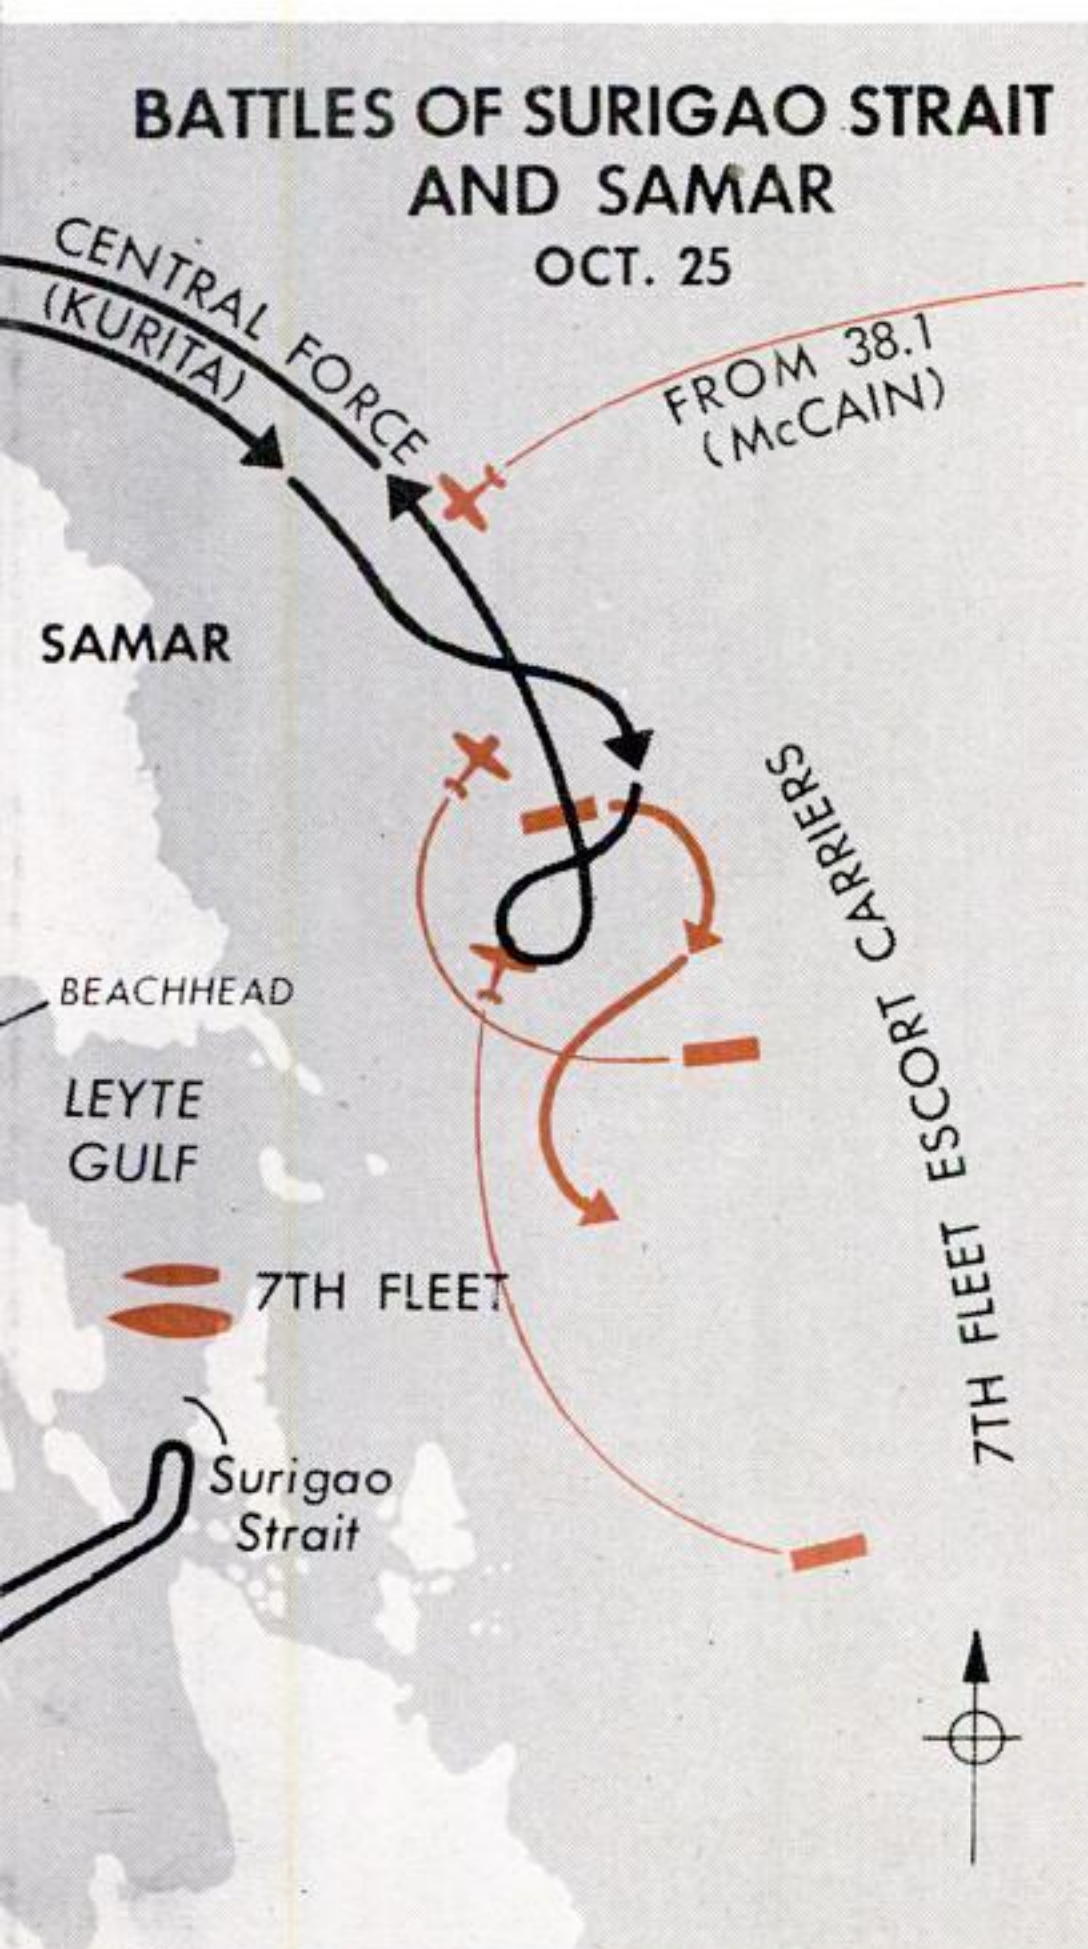 BATTLES OF SURIGAO STRAIT
AND SAMAR
OCT. 25
CENTRAL FORCE
(KURITA)
FROM 38.1
(McCAIN)
SAMAR
7TH FLEET ESCORT CARRIERS
BEACHHEAD
LEYTE
GULF
7TH FLEET
Surigao
Strait